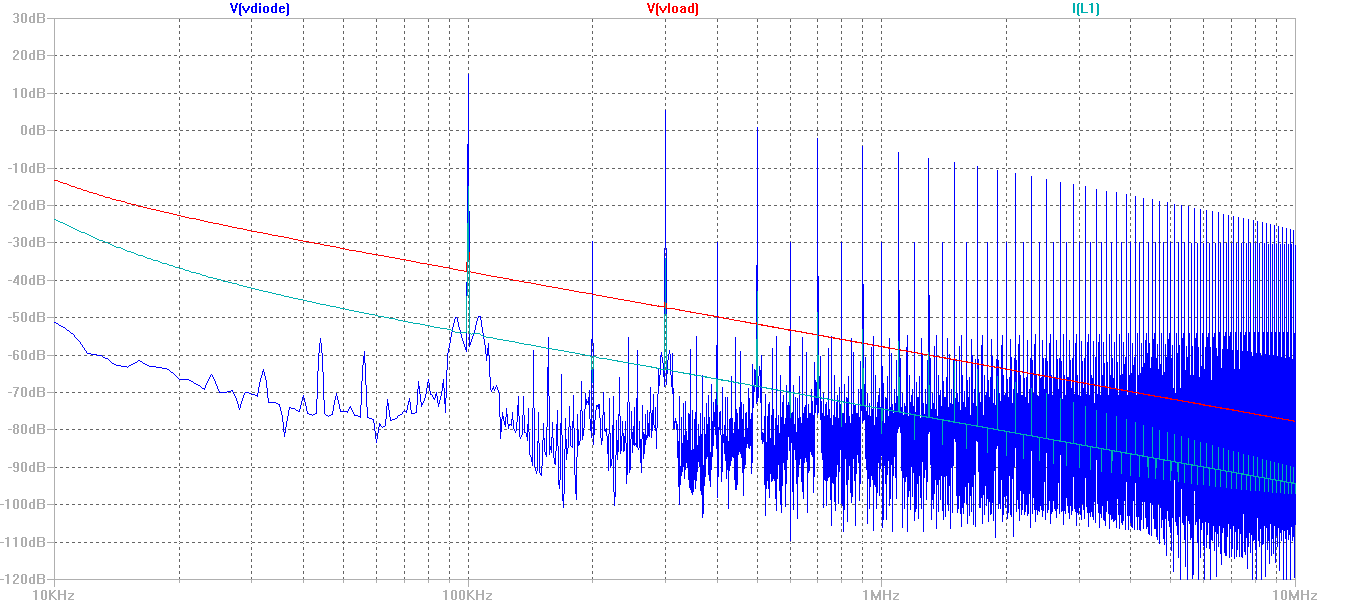 V(vdiode) V(vload) I(L1)
30dB
20dB
10dB
0dB
-10dB
-20dB
-30dB
-40dB
-50dB
-60dB
-70dB
-80dB
-90dB
-100dB
-110dB
-120dB
10KHz 100KHz 1MHz 10MHz